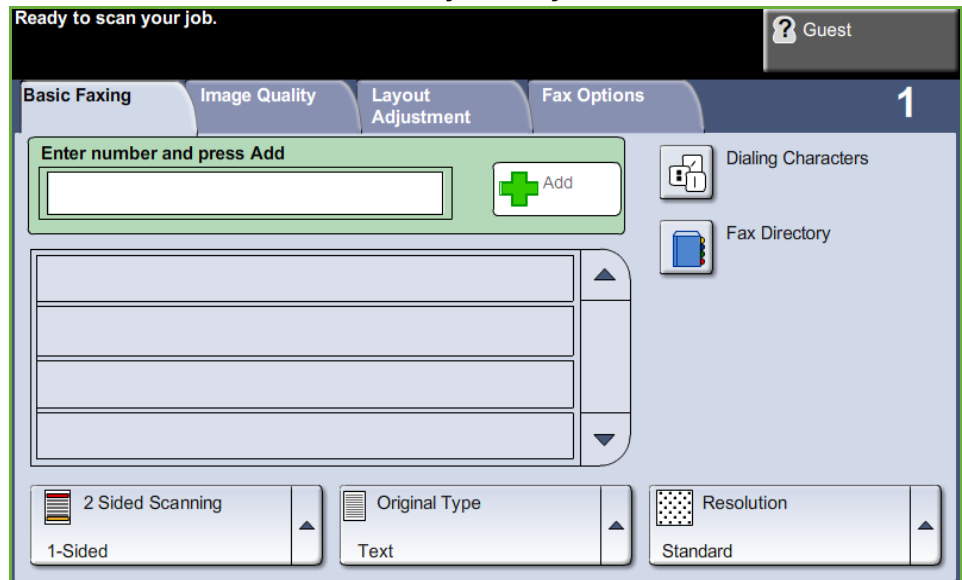 Ready to scan your job.
Guest
Basic Faxing
Image Quality
Layout
Adjustment
Fax Options
1
Enter number and press Add
Add
Dialing Characters
Fax Directory
2 Sided Scanning
1-Sided
Original Type
Text
Resolution
Standard